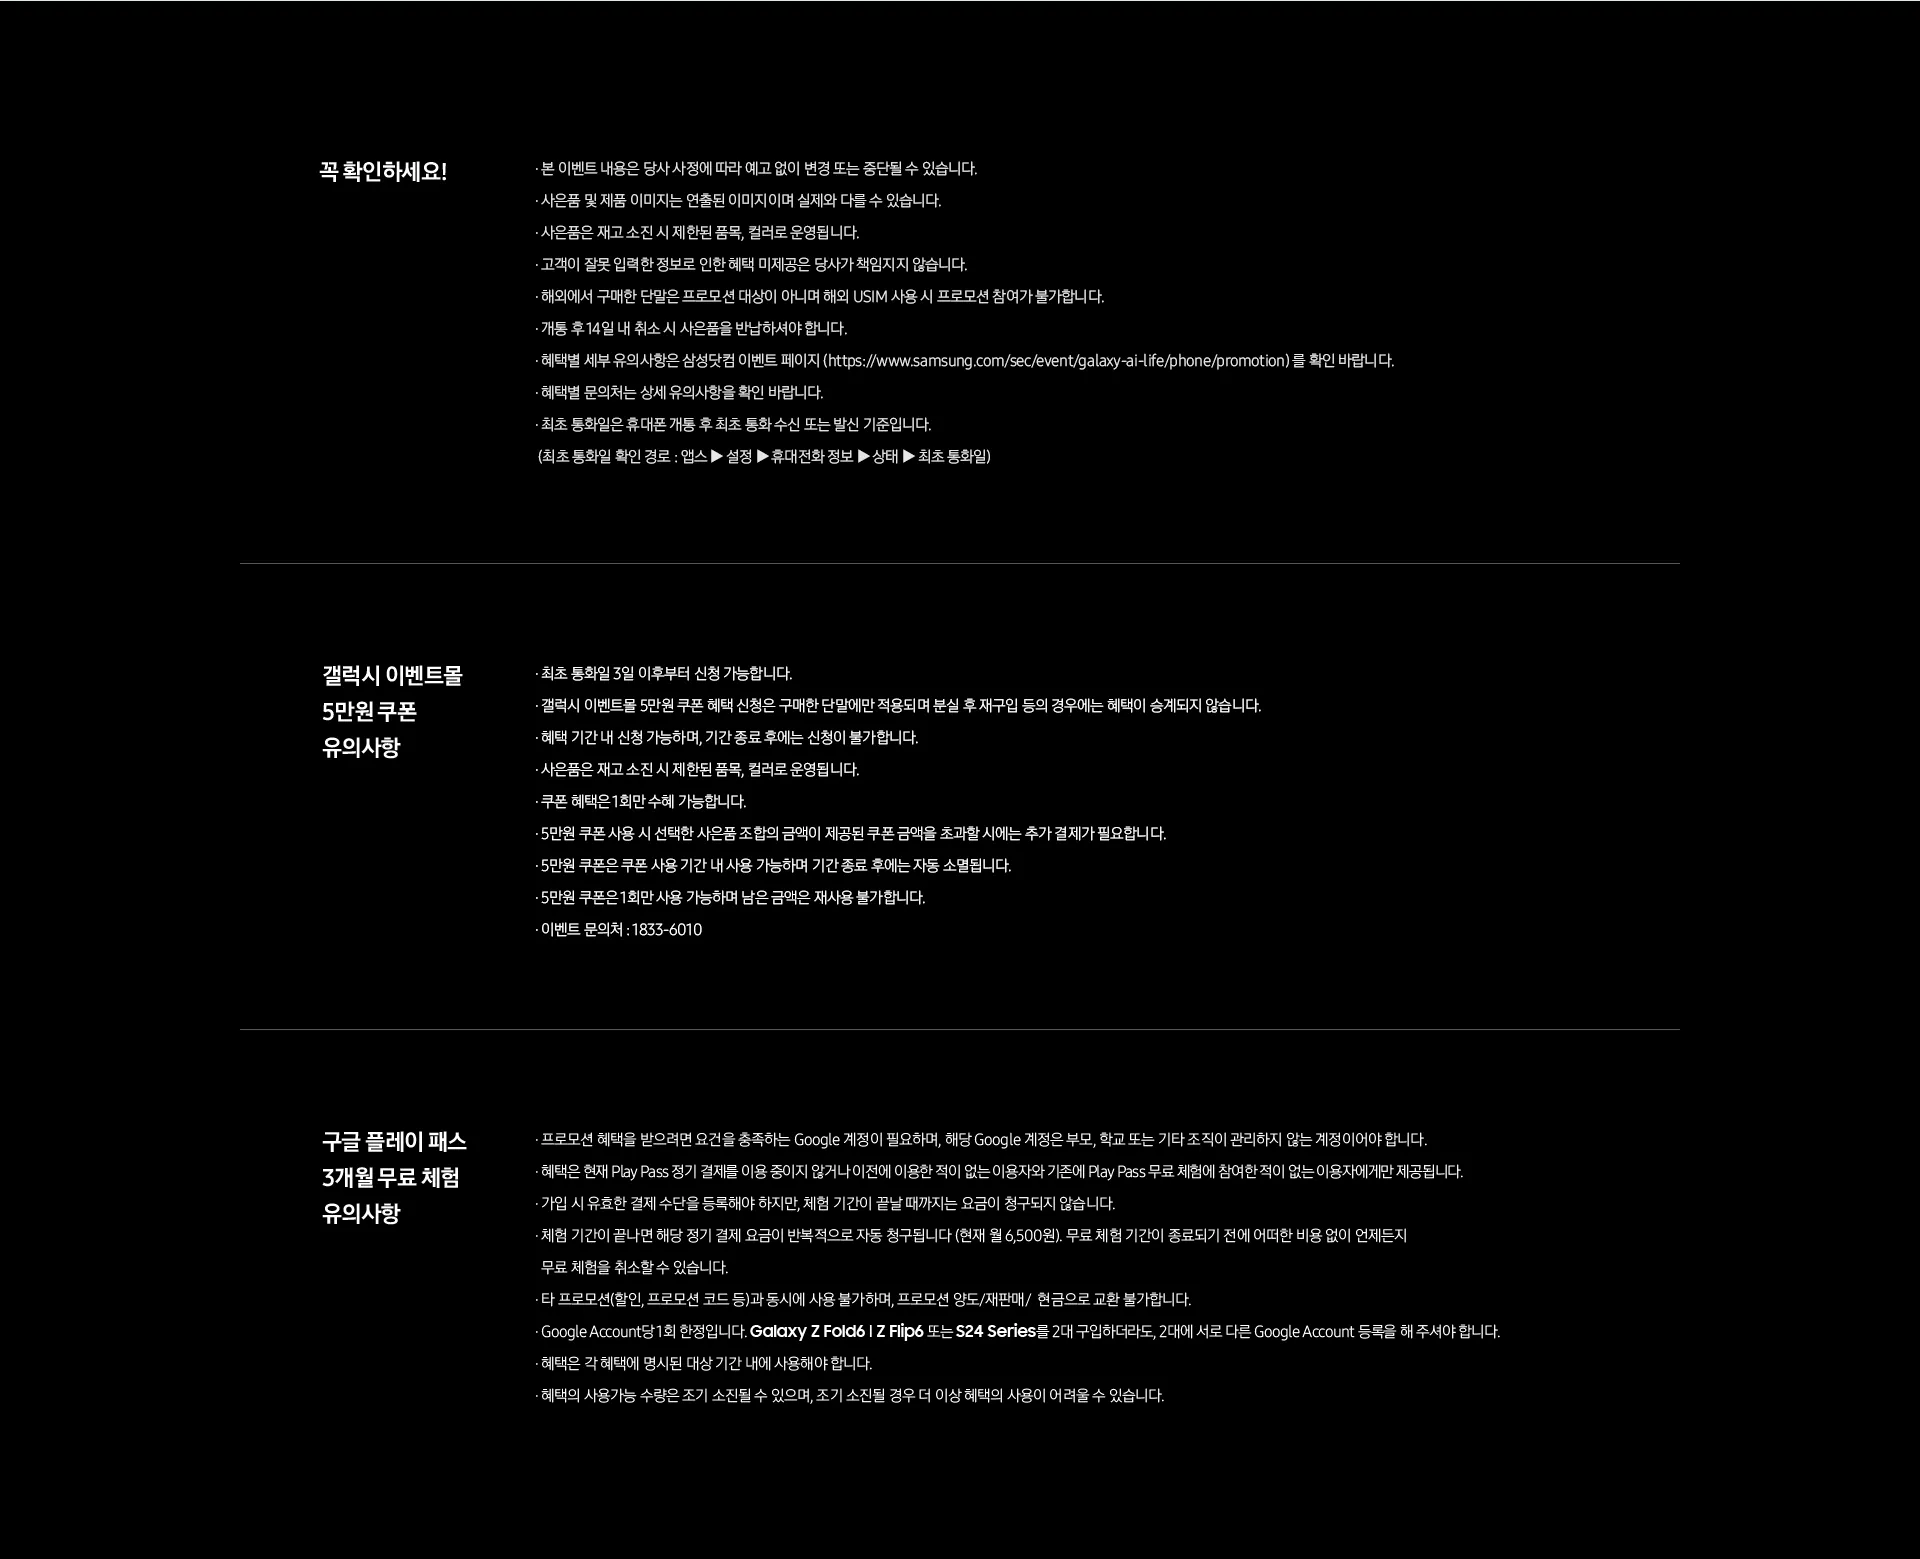 꼭 확인하세요!
· 본 이벤트 내용은 당사 사정에 따라 예고 없이 변경 또는 중단될 수 있습니다.
· 사은품 및 제품 이미지는 연출된 이미지이며 실제와 다를 수 있습니다.
· 사은품은 재고 소진 시 제한된 품목, 컬러로 운영됩니다.
· 고객이 잘못 입력한 정보로 인한 혜택 미제공은 당사가 책임지지 않습니다.
· 해외에서 구매한 단말은 프로모션 대상이 아니며 해외 USIM 사용 시 프로모션 참여가 불가합니다.
· 개통 후 14일 내 취소 시 사은품을 반납하셔야 합니다.
· 혜택별 세부 유의사항은 삼성닷컴 이벤트 페이지 (https://www.samsung.com/sec/event/galaxy-ai-life/phone/promotion) 를 확인 바랍니다.
· 혜택별 문의처는 상세 유의사항을 확인 바랍니다.
· 최초 통화일은 휴대폰 개통 후 최초 통화 수신 또는 발신 기준입니다.
(최초 통화일 확인 경로 : 앱스 ▶ 설정 ▶ 휴대전화 정보 ▶ 상태 ▶ 최초 통화일)
갤럭시 이벤트몰
5만원 쿠폰
유의사항
· 최초 통화일 3일 이후부터 신청 가능합니다.
· 갤럭시 이벤트몰 5만원 쿠폰 혜택 신청은 구매한 단말에만 적용되며 분실 후 재구입 등의 경우에는 혜택이 승계되지 않습니다.
· 혜택 기간 내 신청 가능하며, 기간 종료 후에는 신청이 불가합니다.
· 사은품은 재고 소진 시 제한된 품목, 컬러로 운영됩니다.
· 쿠폰 혜택은 1회만 수혜 가능합니다.
· 5만원 쿠폰 사용 시 선택한 사은품 조합의 금액이 제공된 쿠폰 금액을 초과할 시에는 추가 결제가 필요합니다.
· 5만원 쿠폰은 쿠폰 사용 기간 내 사용 가능하며 기간 종료 후에는 자동 소멸됩니다.
· 5만원 쿠폰은 1회만 사용 가능하며 남은 금액은 재사용 불가합니다.
· 이벤트 문의처 : 1833-6010
구글 플레이 패스
3개월 무료 체험
유의사항
· 프로모션 혜택을 받으려면 요건을 충족하는 Google 계정이 필요하며, 해당 Google 계정은 부모, 학교 또는 기타 조직이 관리하지 않는 계정이어야 합니다.
· 혜택은 현재 Play Pass 정기 결제를 이용 중이지 않거나 이전에 이용한 적이 없는 이용자와 기존에 Play Pass 무료 체험에 참여한 적이 없는 이용자에게만 제공됩니다.
· 가입 시 유효한 결제 수단을 등록해야 하지만, 체험 기간이 끝날 때까지는 요금이 청구되지 않습니다.
· 체험 기간이 끝나면 해당 정기 결제 요금이 반복적으로 자동 청구됩니다 (현재 월 6,500원). 무료 체험 기간이 종료되기 전에 어떠한 비용 없이 언제든지
무료 체험을 취소할 수 있습니다.
· 타 프로모션(할인, 프로모션 코드 등)과 동시에 사용 불가하며, 프로모션 양도/재판매/ 현금으로 교환 불가합니다.
· Google Account당 1회 한정입니다. Galaxy Z Fold6 | Z Flip6 또는 S24 Series를 2대 구입하더라도, 2대에 서로 다른 Google Account 등록을 해 주셔야 합니다.
· 혜택은 각 혜택에 명시된 대상 기간 내에 사용해야 합니다.
· 혜택의 사용가능 수량은 조기 소진될 수 있으며, 조기 소진될 경우 더 이상 혜택의 사용이 어려울 수 있습니다.